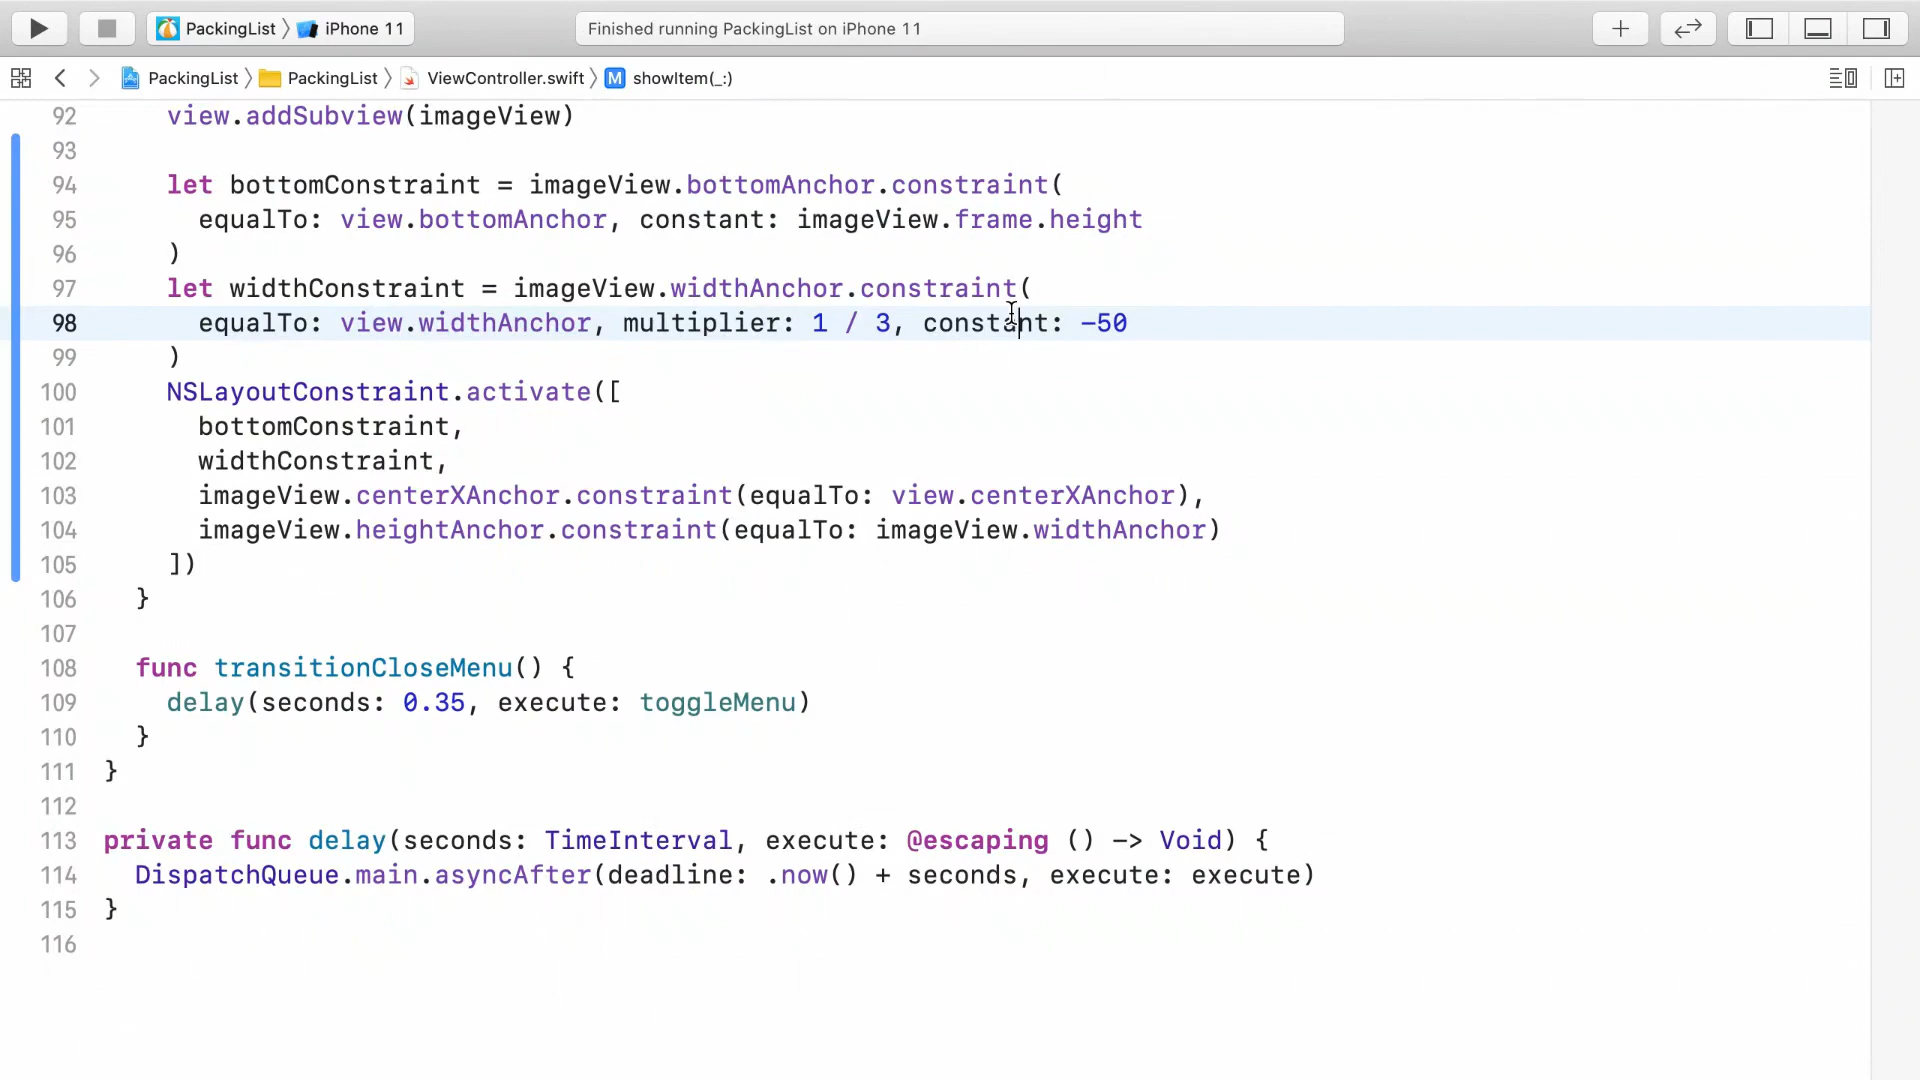 PackingList 〉 iPhone 11
Finished running PackingList on iPhone 11
PackingList 〉 PackingList 〉 ViewController.swift 〉 M showItem(_:)
92 view.addSubview(imageView)
93
94 let bottomConstraint = imageView.bottomAnchor.constraint(
95 equalTo: view.bottomAnchor, constant: imageView.frame.height
96 )
97 let widthConstraint = imageView.widthAnchor.constraint(
98 equalTo: view.widthAnchor, multiplier: 1 / 3, constant: -50
99 )
100 NSLayoutConstraint.activate([
101 bottomConstraint,
102 widthConstraint,
103 imageView.centerXAnchor.constraint(equalTo: view.centerXAnchor),
104 imageView.heightAnchor.constraint(equalTo: imageView.widthAnchor)
105 ])
106 }
107
108 func transitionCloseMenu() {
109 delay(seconds: 0.35, execute: toggleMenu)
110 }
111 }
112
113 private func delay(seconds: TimeInterval, execute: @escaping () -> Void) {
114 DispatchQueue.main.asyncAfter(deadline: .now() + seconds, execute: execute)
115 }
116